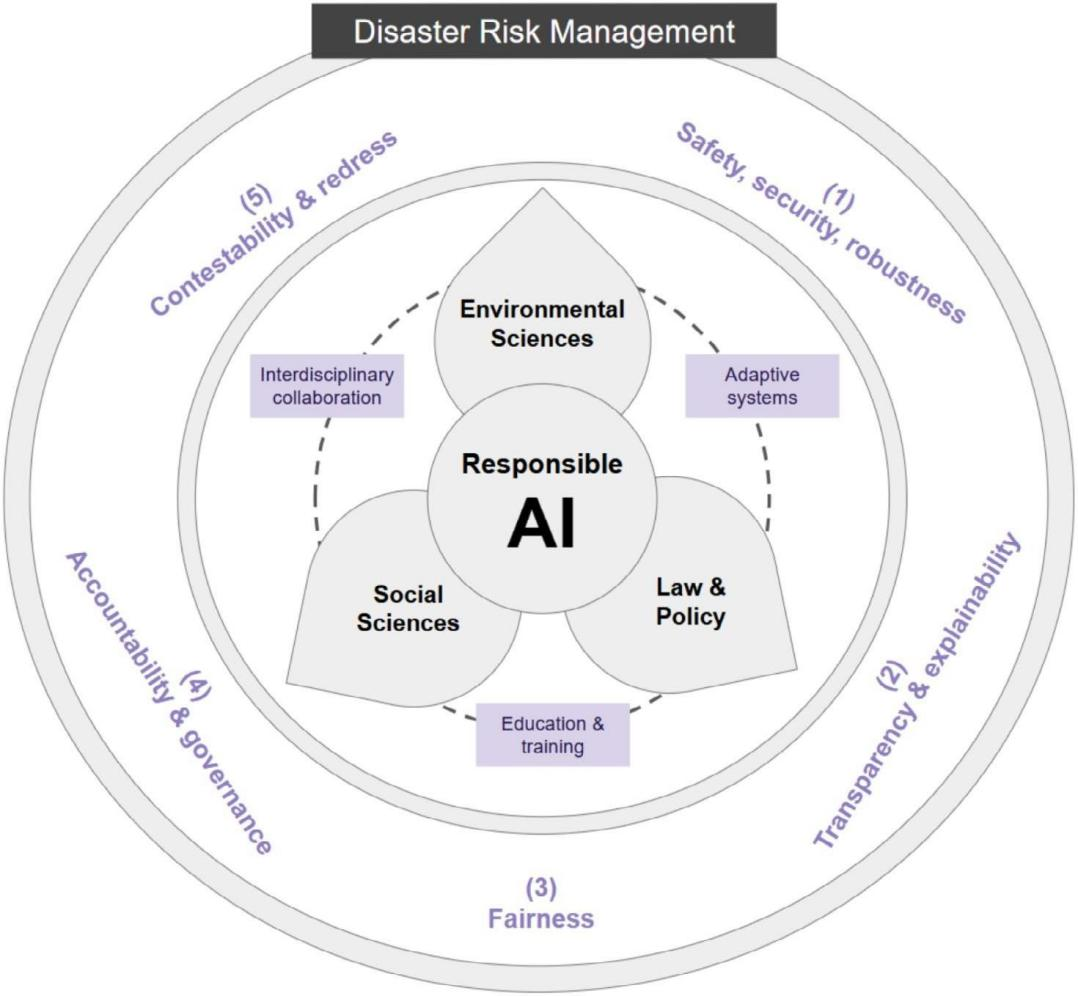 Disaster Risk Management
(1)
Safety, security, robustness
(2)
Transparency & explainability
(3)
Fairness
(4)
Accountability & governance
(5)
Contestability & redress
Environmental
Sciences
Interdisciplinary
collaboration
Adaptive
systems
Responsible
AI
Social
Sciences
Law &
Policy
Education &
training